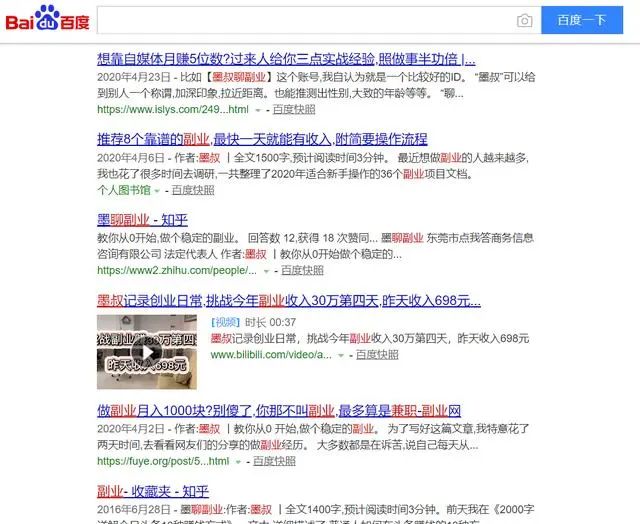 Bai du 百度
百度一下
想靠自媒体月赚5位数?过来人给你三点实战经验,照做事半功倍 |...
2020年4月23日 - 比如【墨叔聊副业】这个账号,我自认为就是一个比较好的ID。 “墨叔”可以给
到别人一个称谓,加深印象,拉近距离。也能推测出性别,大致的年龄等等。 “聊...
https://www.islys.com/249...html - 百度快照
推荐8个靠谱的副业,最快一天就能有收入,附简要操作流程
2020年4月6日 - 作者:墨叔 丨全文1500字,预计阅读时间3分钟。 最近想做副业的人越来越多,
我也花了很多时间去调研,一共整理了2020年适合新手操作的36个副业项目文档。
个人图书馆 - 百度快照
墨聊副业 - 知乎
教你从0开始,做个稳定的副业。 回答数 12,获得 18 次赞同... 墨聊副业 东莞市点我答商务信息
咨询有限公司 法定代表人 作者:墨叔 丨教你从0开始做个稳定的...
https://www2.zhihu.com/people/... - 百度快照
墨叔记录创业日常,挑战今年副业收入30万第四天,昨天收入698元...
[视频] 时长 00:37
墨叔记录创业日常，挑战今年副业收入30万第四天，昨天收入698元
www.bilibili.com/video/a... - 百度快照
挑战副业赚30万第四天
昨天收入698元
做副业月入1000块?别傻了,你那不叫副业,最多算是兼职-副业网
2020年4月2日 - 作者:墨叔 丨教你从0 开始,做个稳定的副业。 为了写好这篇文章,我特意花了
两天时间,去看看网友们的分享的做副业经历。 大多数都是在诉苦,说自己每天从...
https://fuye.org/post/5...html - 百度快照
副业 - 收藏夹 - 知乎
2016年6月28日 - 墨聊副业:作者:墨叔 丨全文1400字,预计阅读时间3分钟。前天我在《2000字